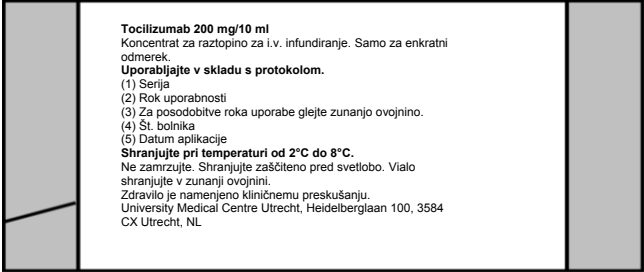 Tocilizumab 200 mg/10 ml
Koncentrat za raztopino za i.v. infundiranje. Samo za enkratni
odmerek.
Uporabljajte v skladu s protokolom.
(1) Serija
(2) Rok uporabnosti
(3) Za posodobitve roka uporabe glejte zunanjo ovojnino.
(4) Št. bolnika
(5) Datum aplikacije
Shranjujte pri temperaturi od 2°C do 8°C.
Ne zamrzujte. Shranjujte zaščiteno pred svetlobo. Vialo
shranjujte v zunanji ovojnini.
Zdravilo je namenjeno kliničnemu preskušanju.
University Medical Centre Utrecht, Heidelberglaan 100, 3584
CX Utrecht, NL